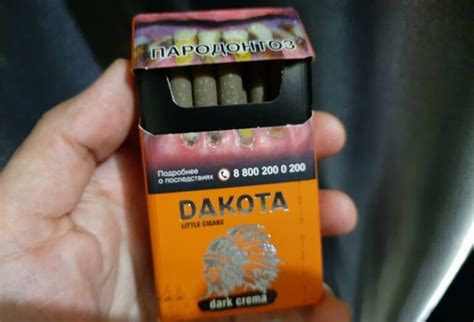 ПАРОДОНТОЗ
Подробнее
о последствиях
8 800 200 0 200
DAKOTA
LITTLE CIGARS
dark crema